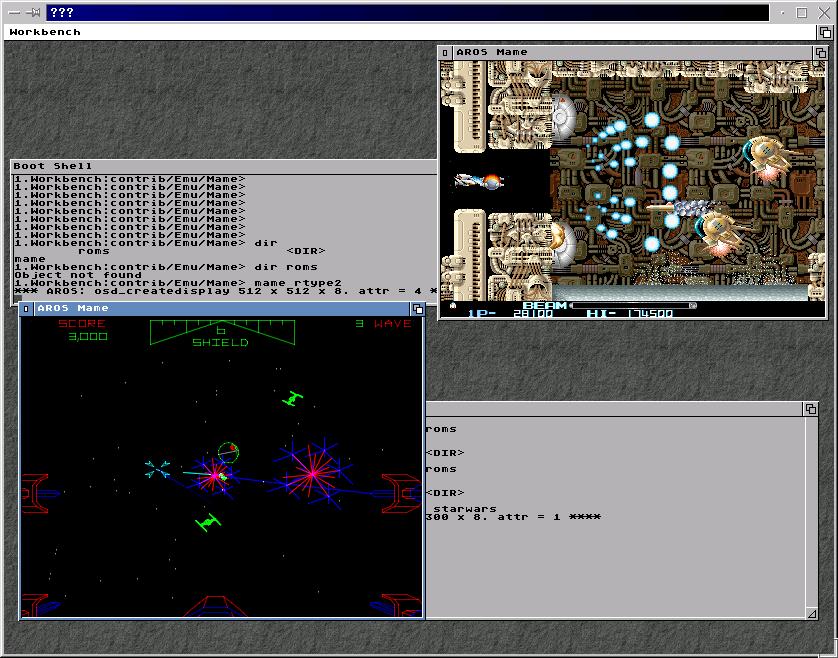 ???
Workbench
AROS Mame
BEAM
1P- 28100 HI- 174500
Boot Shell
1.Workbench:contrib/Emu/Mame>
1.Workbench:contrib/Emu/Mame>
1.Workbench:contrib/Emu/Mame>
1.Workbench:contrib/Emu/Mame>
1.Workbench:contrib/Emu/Mame>
1.Workbench:contrib/Emu/Mame>
1.Workbench:contrib/Emu/Mame>
1.Workbench:contrib/Emu/Mame>
1.Workbench:contrib/Emu/Mame> dir
roms <DIR>
mame
1.Workbench:contrib/Emu/Mame> dir roms
Object not found
1.Workbench:contrib/Emu/Mame> mame rtype2
*** AROS: osd_createdisplay 512 x 512 x 8. attr = 4 *
AROS Mame
SCORE 6 3 WAVE
3,000 SHIELD
roms
<DIR>
roms
<DIR>
starwars
300 x 8. attr = 1 ****